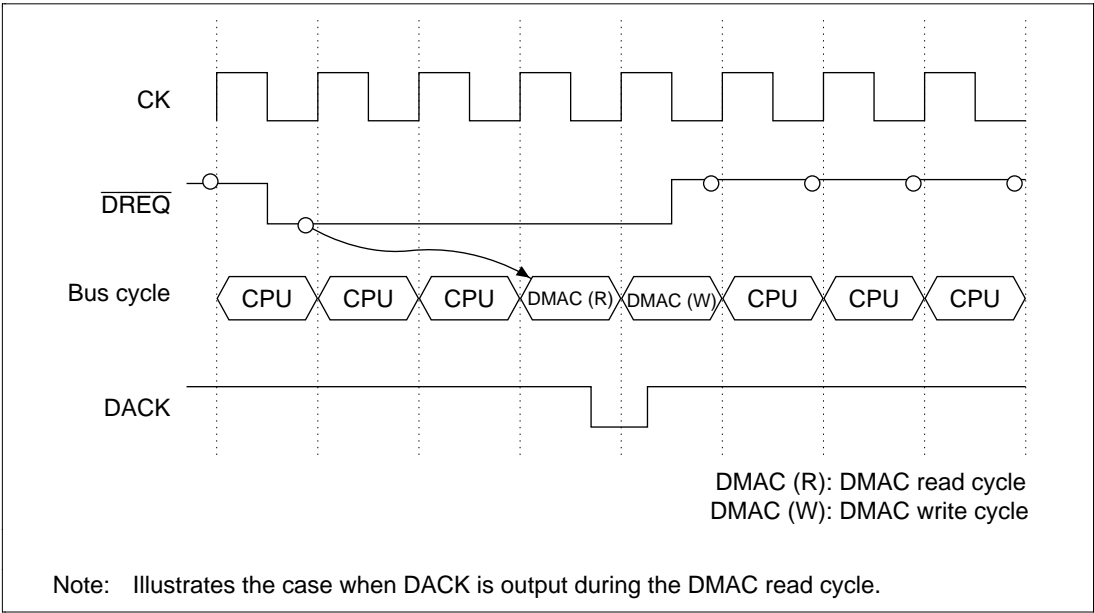 CK
DREQ
Bus cycle CPU CPU CPU DMAC (R) DMAC (W) CPU CPU CPU
DACK
DMAC (R): DMAC read cycle
DMAC (W): DMAC write cycle
Note: Illustrates the case when DACK is output during the DMAC read cycle.